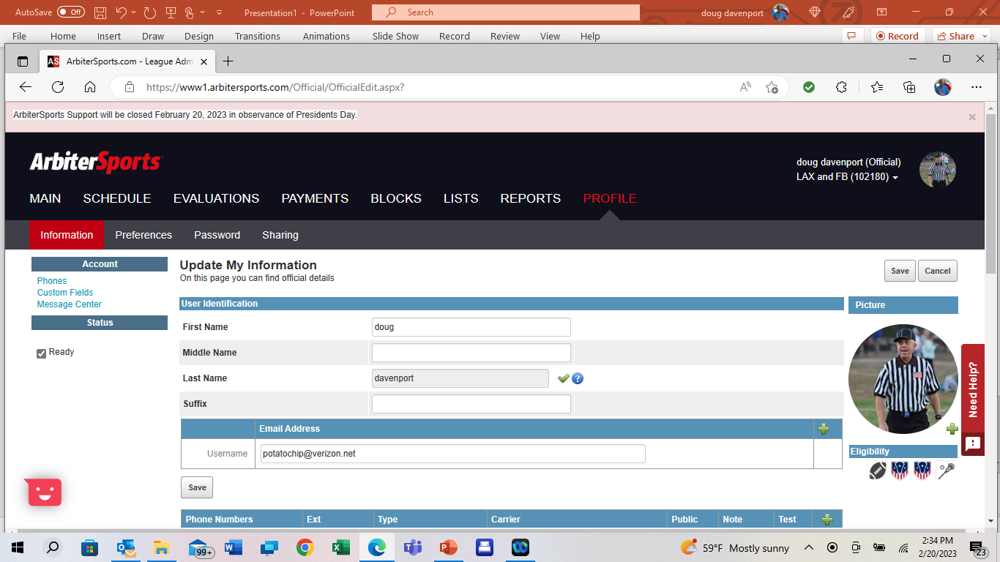 AutoSave Off Presentation1 - PowerPoint Search doug davenport
File Home Insert Draw Design Transitions Animations Slide Show Record Review View Help Record Share
AS ArbiterSports.com - League Adm
https://www1.arbitersports.com/Official/OfficialEdit.aspx?
ArbiterSports Support will be closed February 20, 2023 in observance of Presidents Day.
ArbiterSports
doug davenport (Official)
LAX and FB (102180)
MAIN SCHEDULE EVALUATIONS PAYMENTS BLOCKS LISTS REPORTS PROFILE
Information Preferences Password Sharing
Account
Phones
Custom Fields
Message Center
Status
Ready
Update My Information
On this page you can find official details
Save Cancel
User Identification
First Name doug
Middle Name
Last Name davenport
Suffix
Email Address
Username potatochip@verizon.net
Save
Phone Numbers Ext Type Carrier Public Note Test
Picture
Eligibility
Need Help?
99+
59°F Mostly sunny
2:34 PM
2/20/2023
23